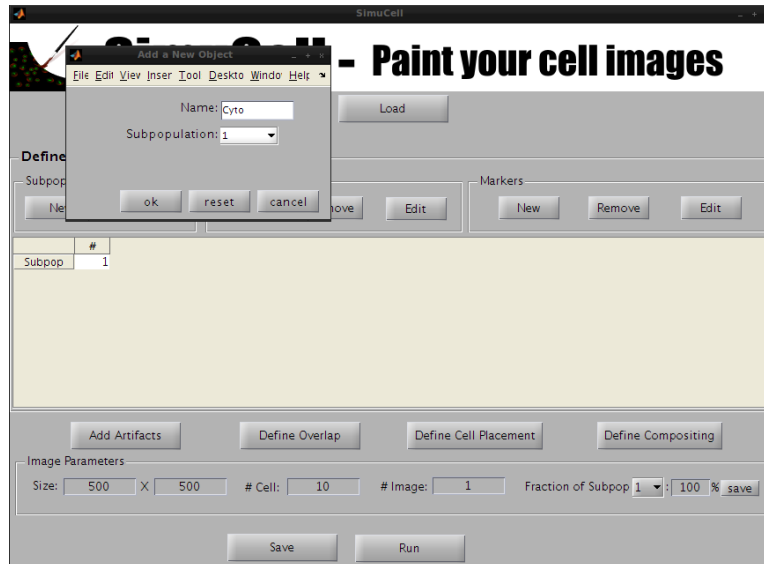 SimuCell
- Paint your cell images
Add a New Object
File Edit View Inser Tool Deskto Windo Help
Name: Cyto
Subpopulation: 1
ok reset cancel
Load
Define
Subpop
Ne
ove Edit
Markers
New Remove Edit
#
Subpop 1
Add Artifacts Define Overlap Define Cell Placement Define Compositing
Image Parameters
Size: 500 X 500 # Cell: 10 # Image: 1 Fraction of Subpop 1 : 100 % save
Save Run